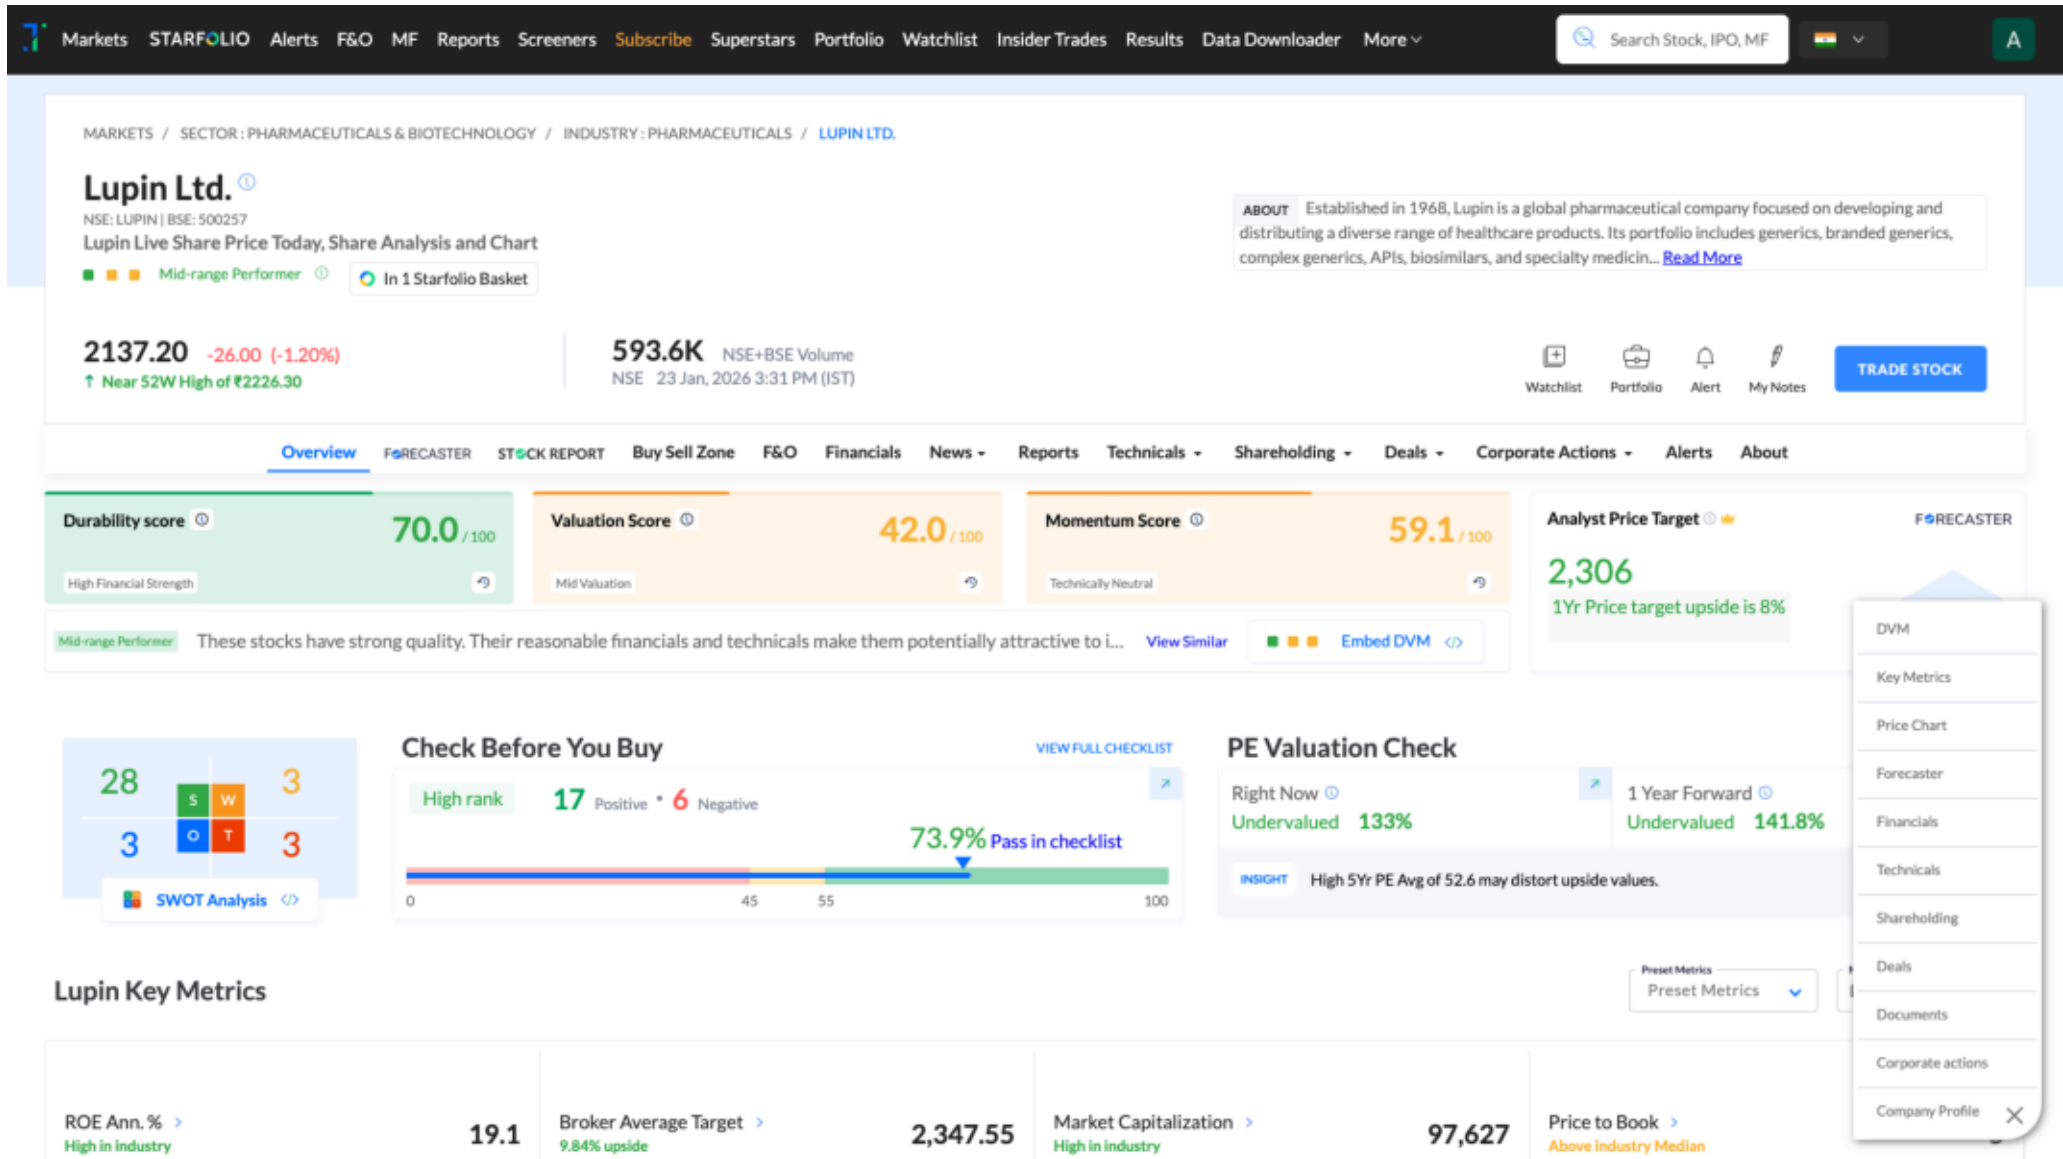 Markets STARFOLIO Alerts F&O MF Reports Screeners Subscribe Superstars Portfolio Watchlist Insider Trades Results Data Downloader More Search Stock, IPO, MF A
MARKETS / SECTOR : PHARMACEUTICALS & BIOTECHNOLOGY / INDUSTRY : PHARMACEUTICALS / LUPIN LTD.
Lupin Ltd.
NSE: LUPIN | BSE: 500257
Lupin Live Share Price Today, Share Analysis and Chart
Mid-range Performer In 1 Starfolio Basket
ABOUT Established in 1968, Lupin is a global pharmaceutical company focused on developing and
distributing a diverse range of healthcare products. Its portfolio includes generics, branded generics,
complex generics, APIs, biosimilars, and specialty medicin... Read More
2137.20 -26.00 (-1.20%)
↑ Near 52W High of ₹2226.30
593.6K NSE+BSE Volume
NSE 23 Jan, 2026 3:31 PM (IST)
Watchlist Portfolio Alert My Notes TRADE STOCK
Overview FORECASTER STOCK REPORT Buy Sell Zone F&O Financials News Reports Technicals Shareholding Deals Corporate Actions Alerts About
Durability score 70.0 / 100
High Financial Strength
Valuation Score 42.0 / 100
Mid Valuation
Momentum Score 59.1 / 100
Technically Neutral
Analyst Price Target FORECASTER
2,306
1Yr Price target upside is 8%
Mid-range Performer These stocks have strong quality. Their reasonable financials and technicals make them potentially attractive to i... View Similar Embed DVM </>
28 3
S W
O T
3 3
SWOT Analysis </>
Check Before You Buy VIEW FULL CHECKLIST
High rank 17 Positive • 6 Negative
73.9% Pass in checklist
0 45 55 100
PE Valuation Check
Right Now 1 Year Forward
Undervalued 133% Undervalued 141.8%
INSIGHT High 5Yr PE Avg of 52.6 may distort upside values.
Lupin Key Metrics
Preset Metrics
Preset Metrics
ROE Ann. % 19.1
High in industry
Broker Average Target 2,347.55
9.84% upside
Market Capitalization 97,627
High in industry
Price to Book
Above Industry Median
DVM
Key Metrics
Price Chart
Forecaster
Financials
Technicals
Shareholding
Deals
Documents
Corporate actions
Company Profile